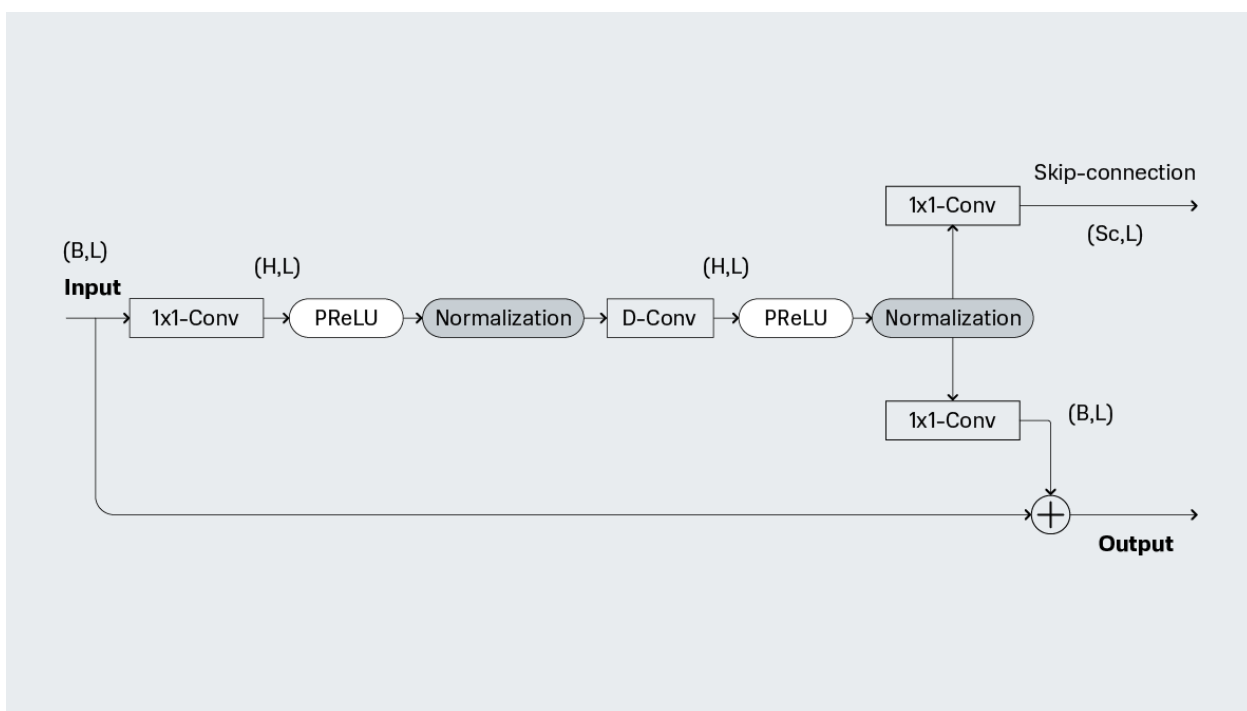 Skip-connection
1x1-Conv
(Sc,L)
(B,L)
Input
(H,L)
(H,L)
1x1-Conv
PReLU
Normalization
D-Conv
PReLU
Normalization
1x1-Conv
(B,L)
Output